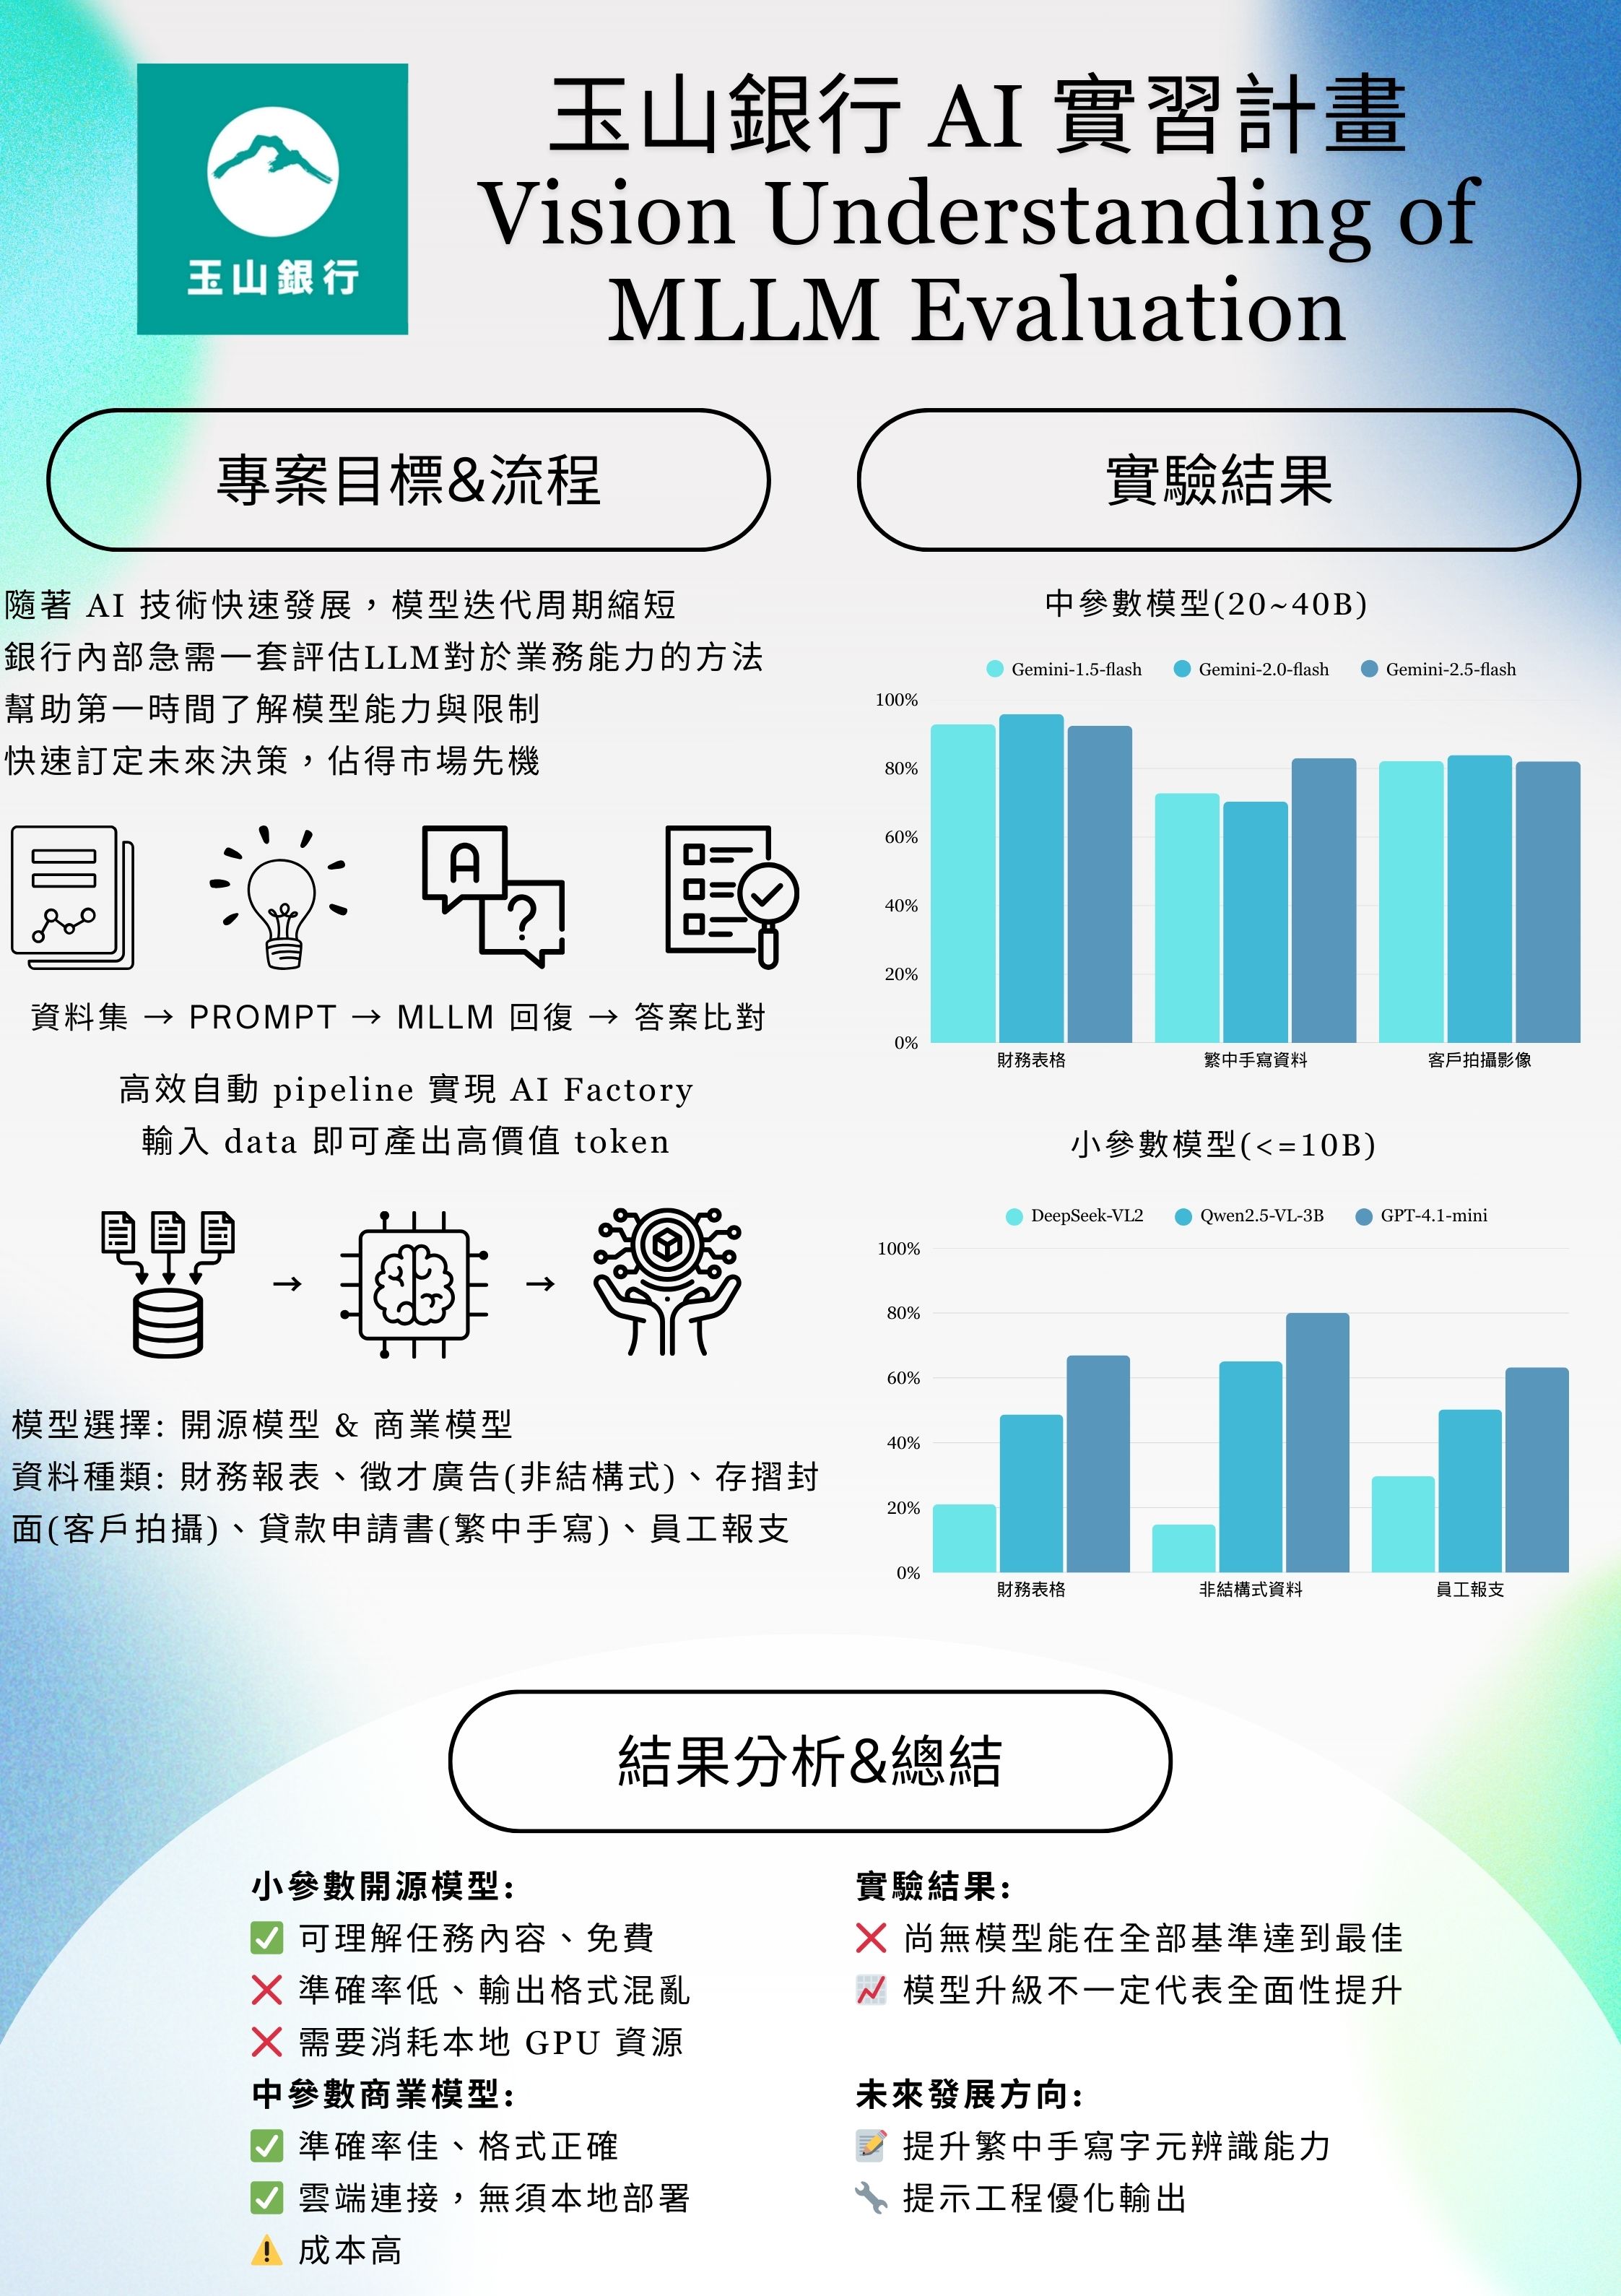 玉山銀行
玉山銀行 AI 實習計畫
Vision Understanding of
MLLM Evaluation
專案目標&流程
隨著 AI 技術快速發展，模型迭代周期縮短
銀行內部急需一套評估LLM對於業務能力的方法
幫助第一時間了解模型能力與限制
快速訂定未來決策，佔得市場先機
A
?
資料集 → PROMPT → MLLM 回復 → 答案比對
高效自動 pipeline 實現 AI Factory
輸入 data 即可產出高價值 token
→ →
模型選擇: 開源模型 & 商業模型
資料種類: 財務報表、徵才廣告(非結構式)、存摺封
面(客戶拍攝)、貸款申請書(繁中手寫)、員工報支
實驗結果
中參數模型(20~40B)
Gemini-1.5-flash Gemini-2.0-flash Gemini-2.5-flash
100%
80%
60%
40%
20%
0%
財務表格 繁中手寫資料 客戶拍攝影像
小參數模型(<=10B)
DeepSeek-VL2 Qwen2.5-VL-3B GPT-4.1-mini
100%
80%
60%
40%
20%
0%
財務表格 非結構式資料 員工報支
結果分析&總結
小參數開源模型:
✅ 可理解任務內容、免費
❌ 準確率低、輸出格式混亂
❌ 需要消耗本地 GPU 資源
中參數商業模型:
✅ 準確率佳、格式正確
✅ 雲端連接，無須本地部署
⚠️ 成本高
實驗結果:
❌ 尚無模型能在全部基準達到最佳
📈 模型升級不一定代表全面性提升
未來發展方向:
📝 提升繁中手寫字元辨識能力
🔧 提示工程優化輸出